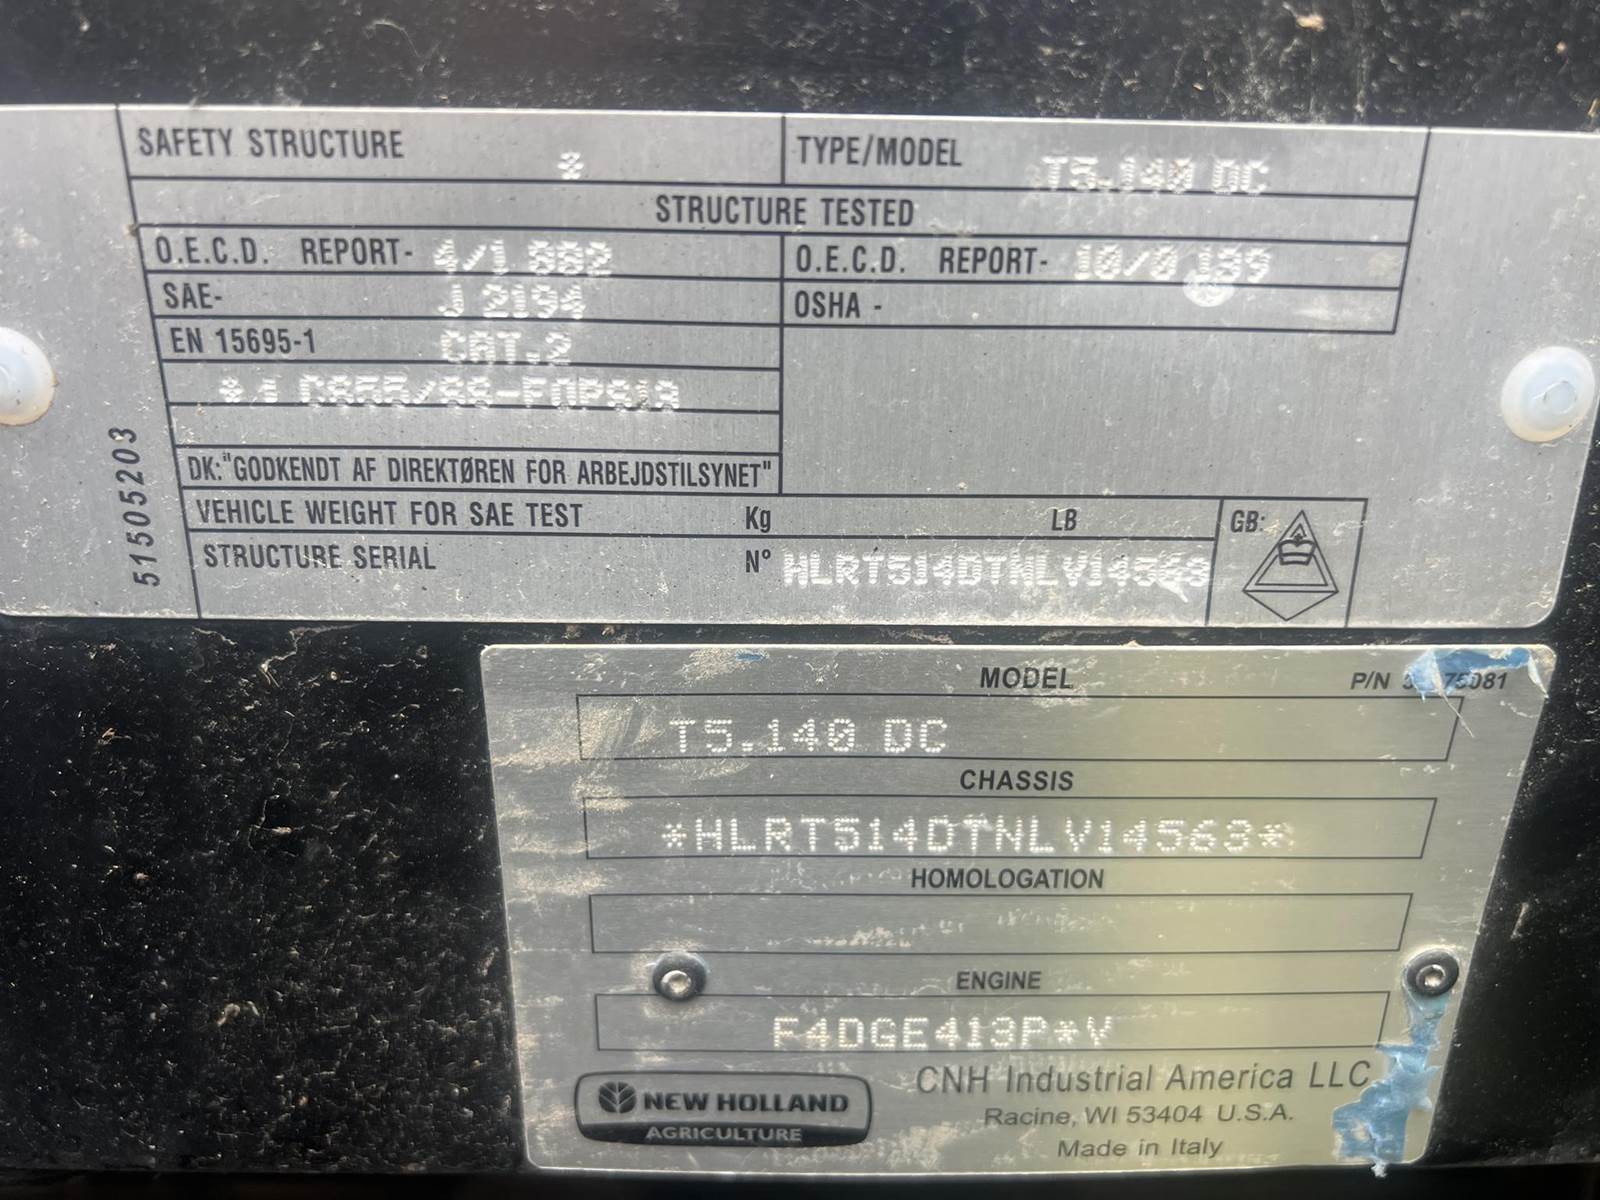 SAFETY STRUCTURE * TYPE/MODEL T5.140 DC
STRUCTURE TESTED
O.E.C.D. REPORT- 4/1 882 O.E.C.D. REPORT- 10/0 139
SAE- J 2194 OSHA -
EN 15695-1 CAT.2
DK:"GODKENDT AF DIREKTØREN FOR ARBEJDSTILSYNET"
VEHICLE WEIGHT FOR SAE TEST Kg LB GB:
STRUCTURE SERIAL N° HLRT514DTNLV14563
51505203
MODEL P/N
T5.140 DC
CHASSIS
*HLRT514DTNLV14563*
HOMOLOGATION
ENGINE
F4DGE413P*V
NEW HOLLAND
AGRICULTURE
CNH Industrial America LLC
Racine, WI 53404 U.S.A.
Made in Italy